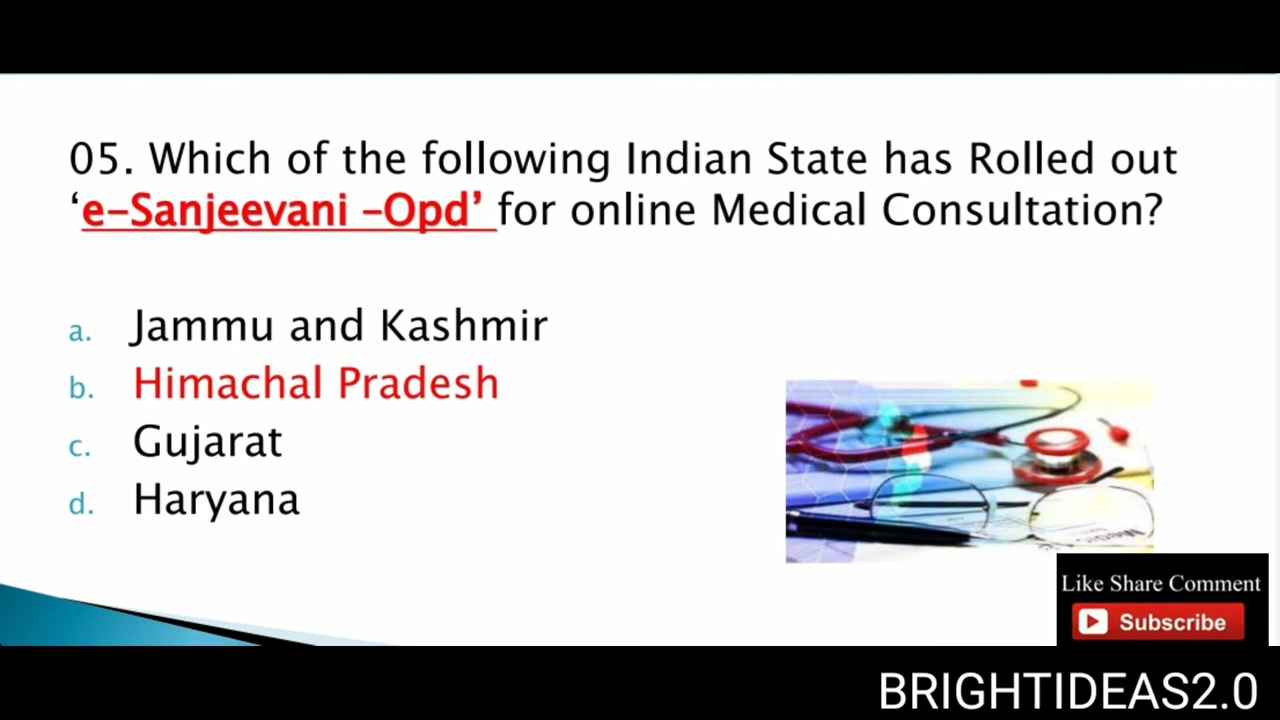 05. Which of the following Indian State has Rolled out
‘e-Sanjeevani –Opd’ for online Medical Consultation?
a. Jammu and Kashmir
b. Himachal Pradesh
c. Gujarat
d. Haryana
Like Share Comment
Subscribe
BRIGHTIDEAS2.0